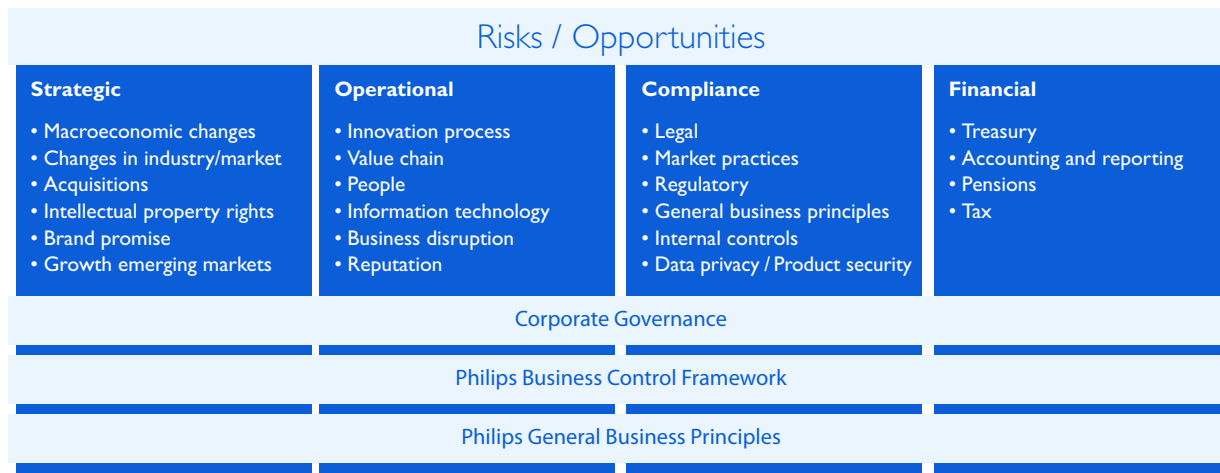 Risks / Opportunities
Strategic
• Macroeconomic changes
• Changes in industry/market
• Acquisitions
• Intellectual property rights
• Brand promise
• Growth emerging markets
Operational
• Innovation process
• Value chain
• People
• Information technology
• Business disruption
• Reputation
Compliance
• Legal
• Market practices
• Regulatory
• General business principles
• Internal controls
• Data privacy / Product security
Financial
• Treasury
• Accounting and reporting
• Pensions
• Tax
Corporate Governance
Philips Business Control Framework
Philips General Business Principles